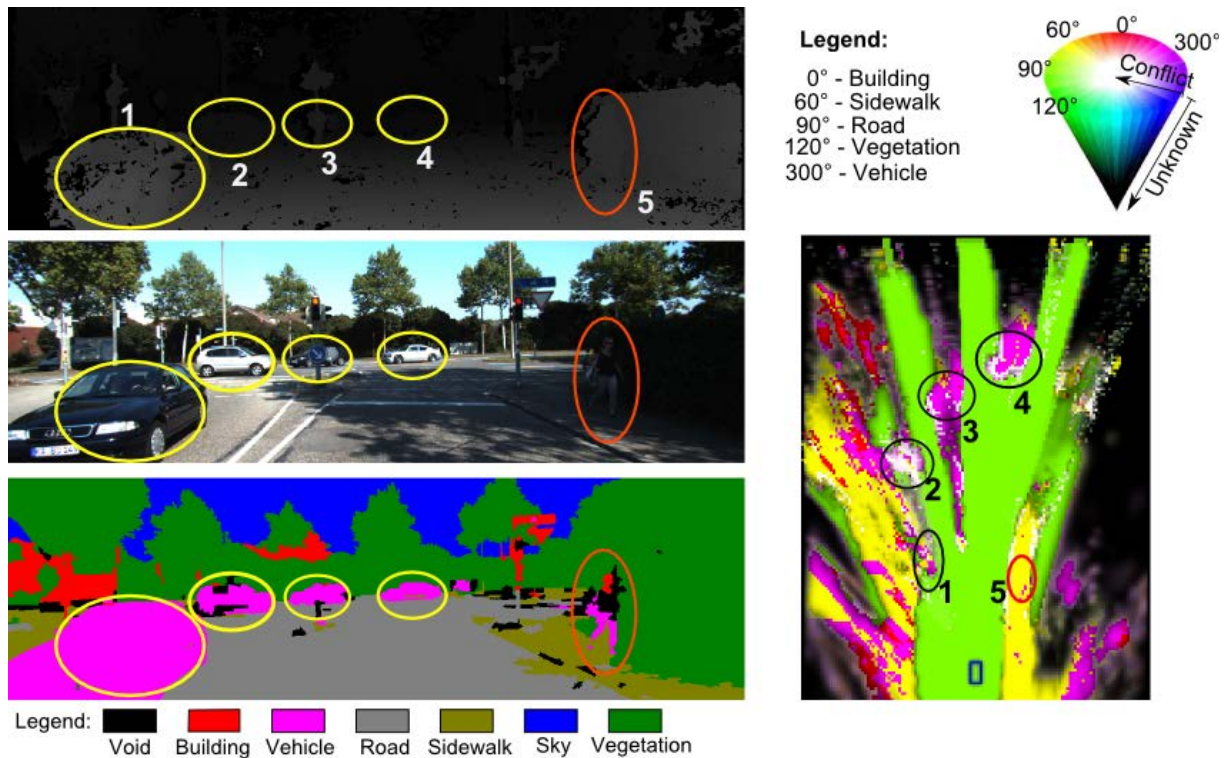 1
2
3
4
5
Legend:
0° - Building
60° - Sidewalk
90° - Road
120° - Vegetation
300° - Vehicle
60°
0°
300°
90°
120°
Conflict
Unknown
4
3
2
1
5
Legend:
Void
Building
Vehicle
Road
Sidewalk
Sky
Vegetation